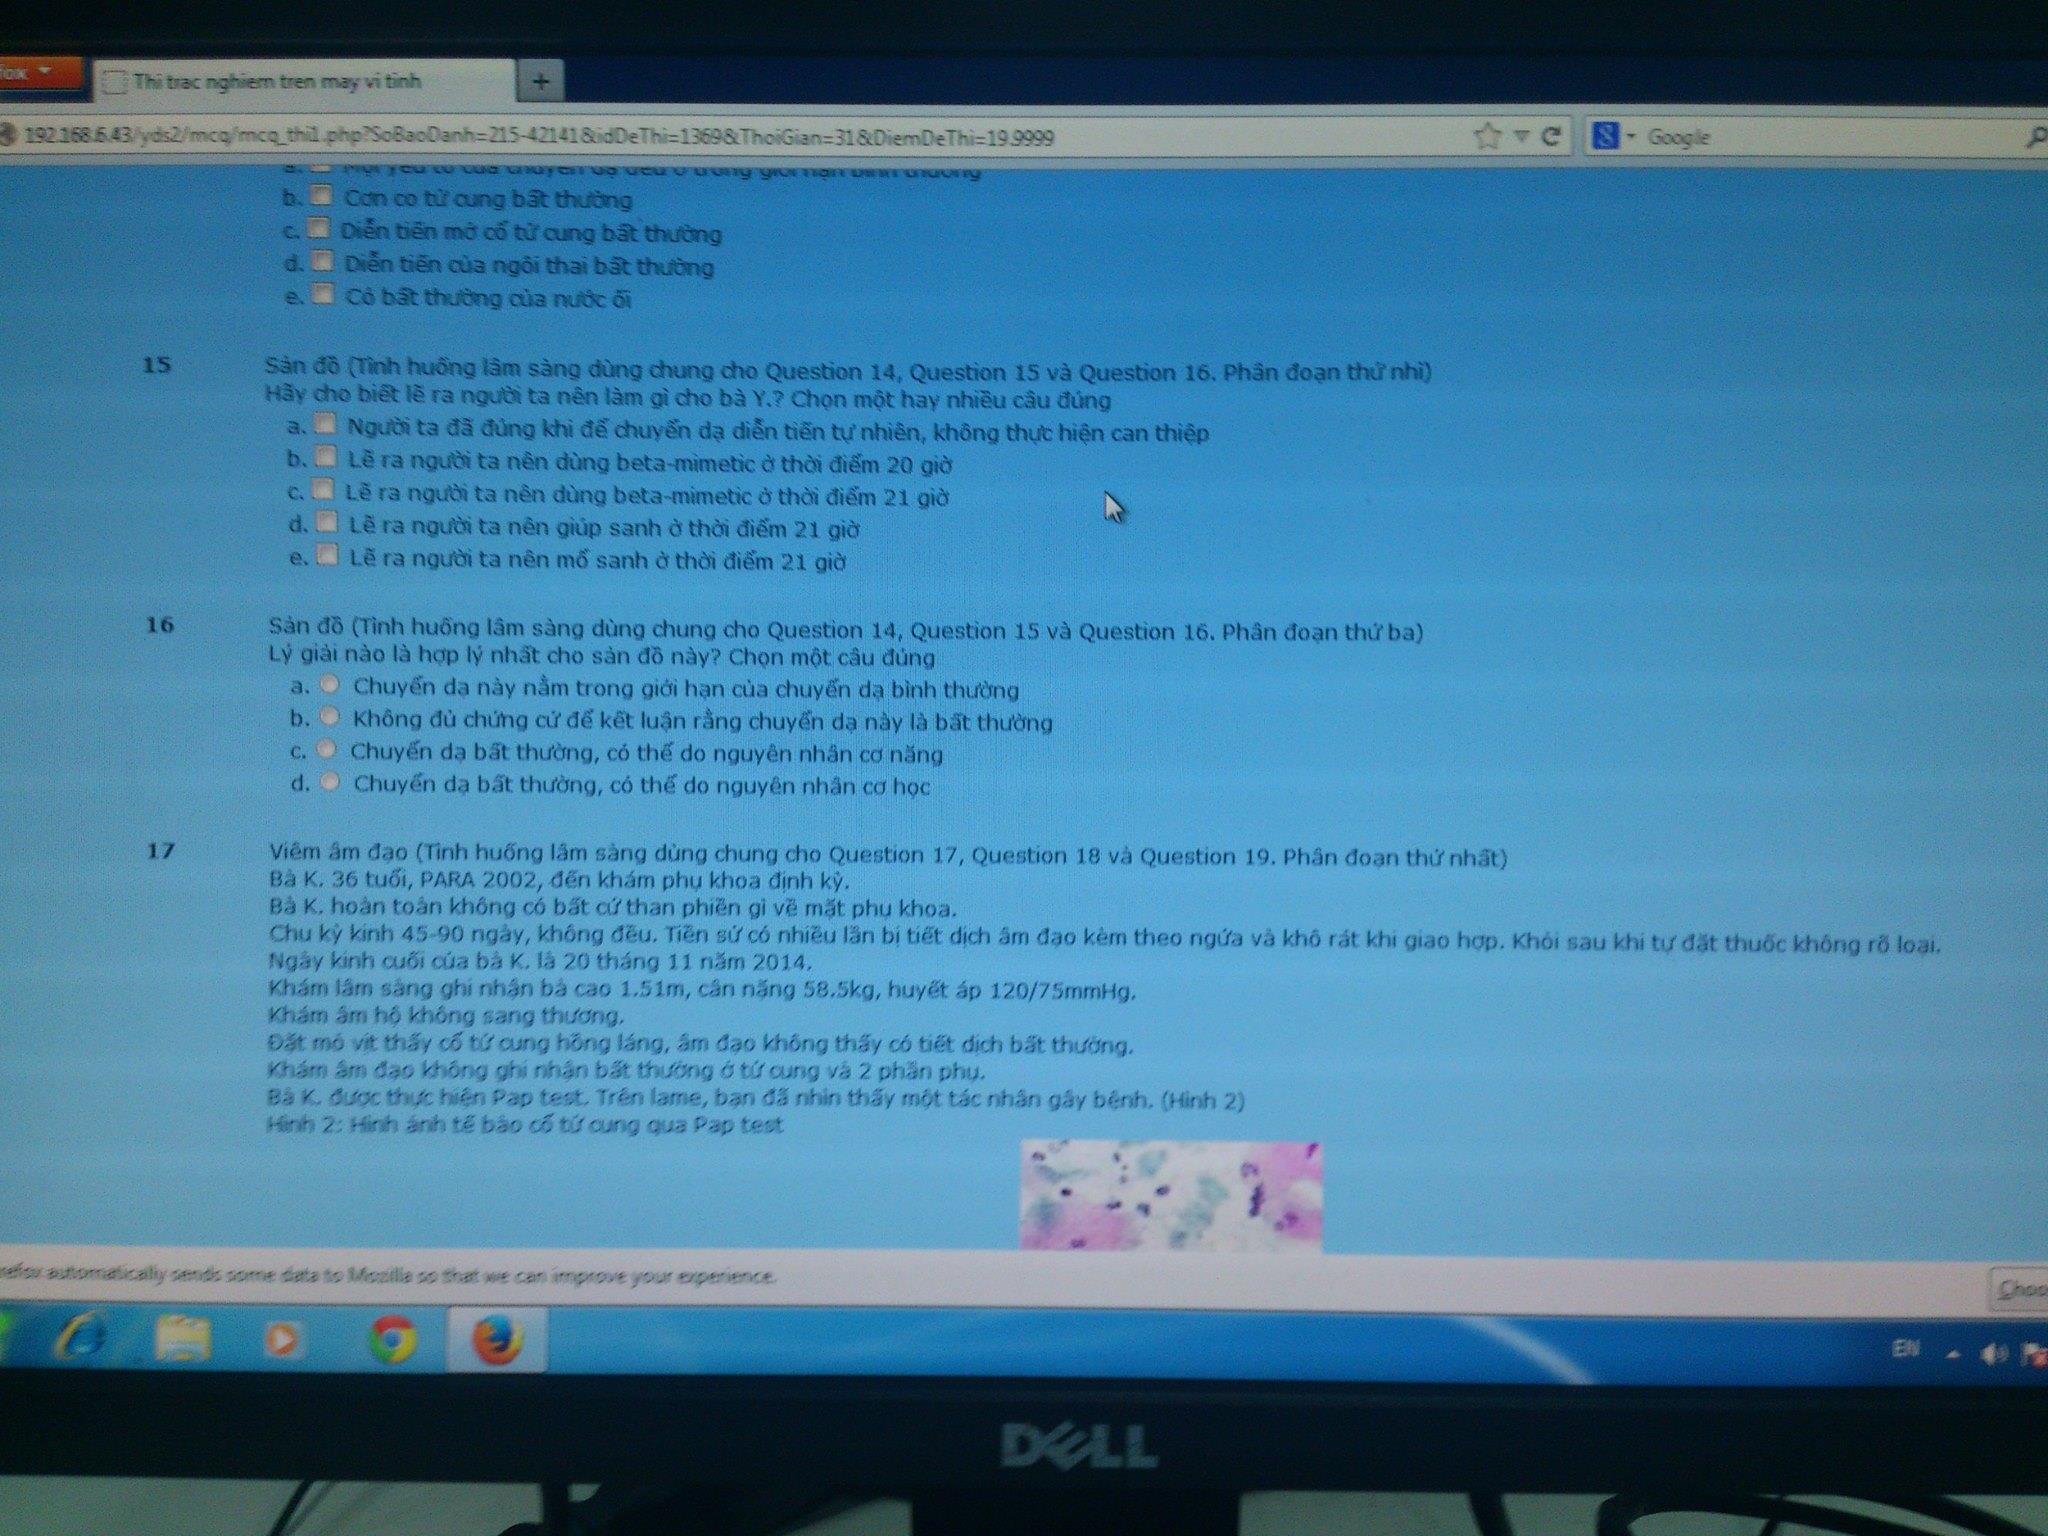 Thi trac nghiem tren may vi tinh
192.168.6.43/yds2/mcq/mcq_thi1.php?SoBaoDanh=215-42141&idDeThi=1369&ThoiGian=31&DiemDeThi=19.9999
Google
a. Mọi yếu tố của chuyển dạ đều ở trong giới hạn bình thường
b. Cơn co tử cung bất thường
c. Diễn tiến mở cổ tử cung bất thường
d. Diễn tiến của ngôi thai bất thường
e. Có bất thường của nước ối
15 Sản đồ (Tình huống lâm sàng dùng chung cho Question 14, Question 15 và Question 16. Phân đoạn thứ nhì)
Hãy cho biết lẽ ra người ta nên làm gì cho bà Y.? Chọn một hay nhiều câu đúng
a. Người ta đã đúng khi để chuyển dạ diễn tiến tự nhiên, không thực hiện can thiệp
b. Lẽ ra người ta nên dùng beta-mimetic ở thời điểm 20 giờ
c. Lẽ ra người ta nên dùng beta-mimetic ở thời điểm 21 giờ
d. Lẽ ra người ta nên giúp sanh ở thời điểm 21 giờ
e. Lẽ ra người ta nên mổ sanh ở thời điểm 21 giờ
16 Sản đồ (Tình huống lâm sàng dùng chung cho Question 14, Question 15 và Question 16. Phân đoạn thứ ba)
Lý giải nào là hợp lý nhất cho sản đồ này? Chọn một câu đúng
a. Chuyển dạ này nằm trong giới hạn của chuyển dạ bình thường
b. Không đủ chứng cứ để kết luận rằng chuyển dạ này là bất thường
c. Chuyển dạ bất thường, có thể do nguyên nhân cơ năng
d. Chuyển dạ bất thường, có thể do nguyên nhân cơ học
17 Viêm âm đạo (Tình huống lâm sàng dùng chung cho Question 17, Question 18 và Question 19. Phân đoạn thứ nhất)
Bà K. 36 tuổi, PARA 2002, đến khám phụ khoa định kỳ.
Bà K. hoàn toàn không có bất cứ than phiền gì về mặt phụ khoa.
Chu kỳ kinh 45-90 ngày, không đều. Tiền sử có nhiều lần bị tiết dịch âm đạo kèm theo ngứa và khô rát khi giao hợp. Khỏi sau khi tự đặt thuốc không rõ loại.
Ngày kinh cuối của bà K. là 20 tháng 11 năm 2014.
Khám lâm sàng ghi nhận bà cao 1.51m, cân nặng 58.5kg, huyết áp 120/75mmHg.
Khám âm hộ không sang thương.
Đặt mỏ vịt thấy cổ tử cung hồng láng, âm đạo không thấy có tiết dịch bất thường.
Khám âm đạo không ghi nhận bất thường ở tử cung và 2 phần phụ.
Bà K. được thực hiện Pap test. Trên lame, bạn đã nhìn thấy một tác nhân gây bệnh. (Hình 2)
Hình 2: Hình ảnh tế bào cổ tử cung qua Pap test
automatically sends some data to Mozilla so that we can improve your experience.
EN
DELL